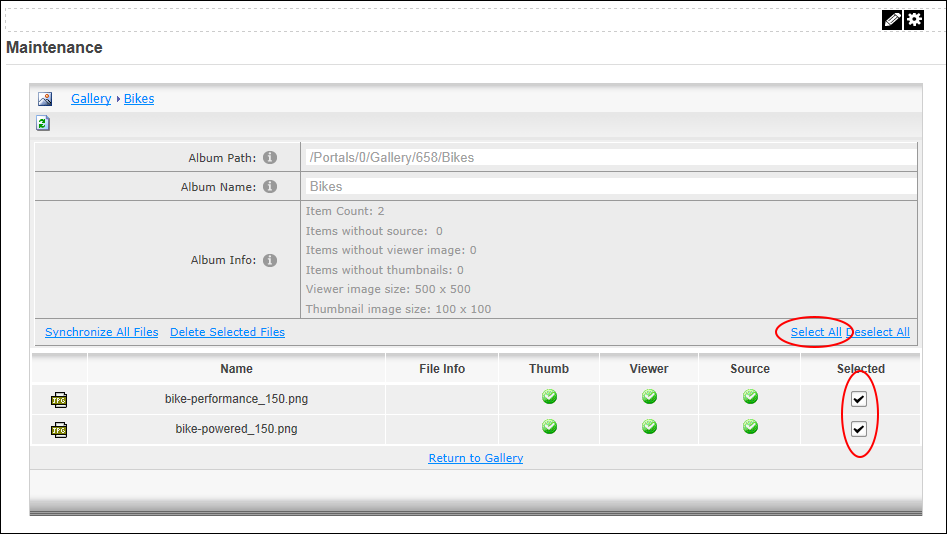 Maintenance
Gallery Bikes
Album Path: /Portals/0/Gallery/658/Bikes
Album Name: Bikes
Album Info:
Item Count: 2
Items without source: 0
Items without viewer image: 0
Items without thumbnails: 0
Viewer image size: 500 x 500
Thumbnail image size: 100 x 100
Synchronize All Files Delete Selected Files Select All Deselect All
Name File Info Thumb Viewer Source Selected
bike-performance_150.png
bike-powered_150.png
Return to Gallery